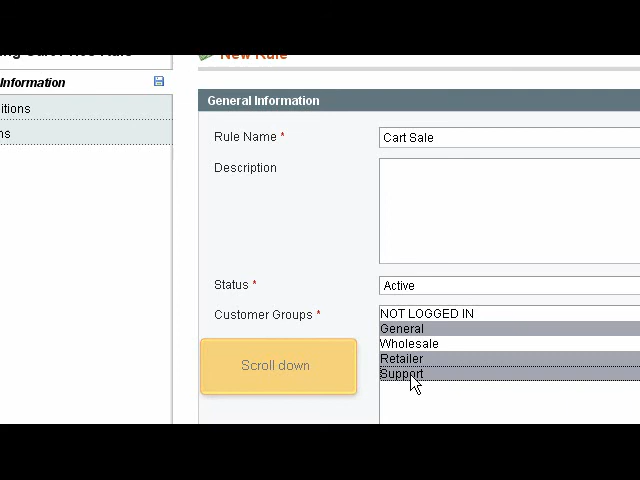 New Rule
Information
itions
ns
General Information
Rule Name *
Cart Sale
Description
Status *
Active
Customer Groups *
NOT LOGGED IN
General
Wholesale
Retailer
Support
Scroll down